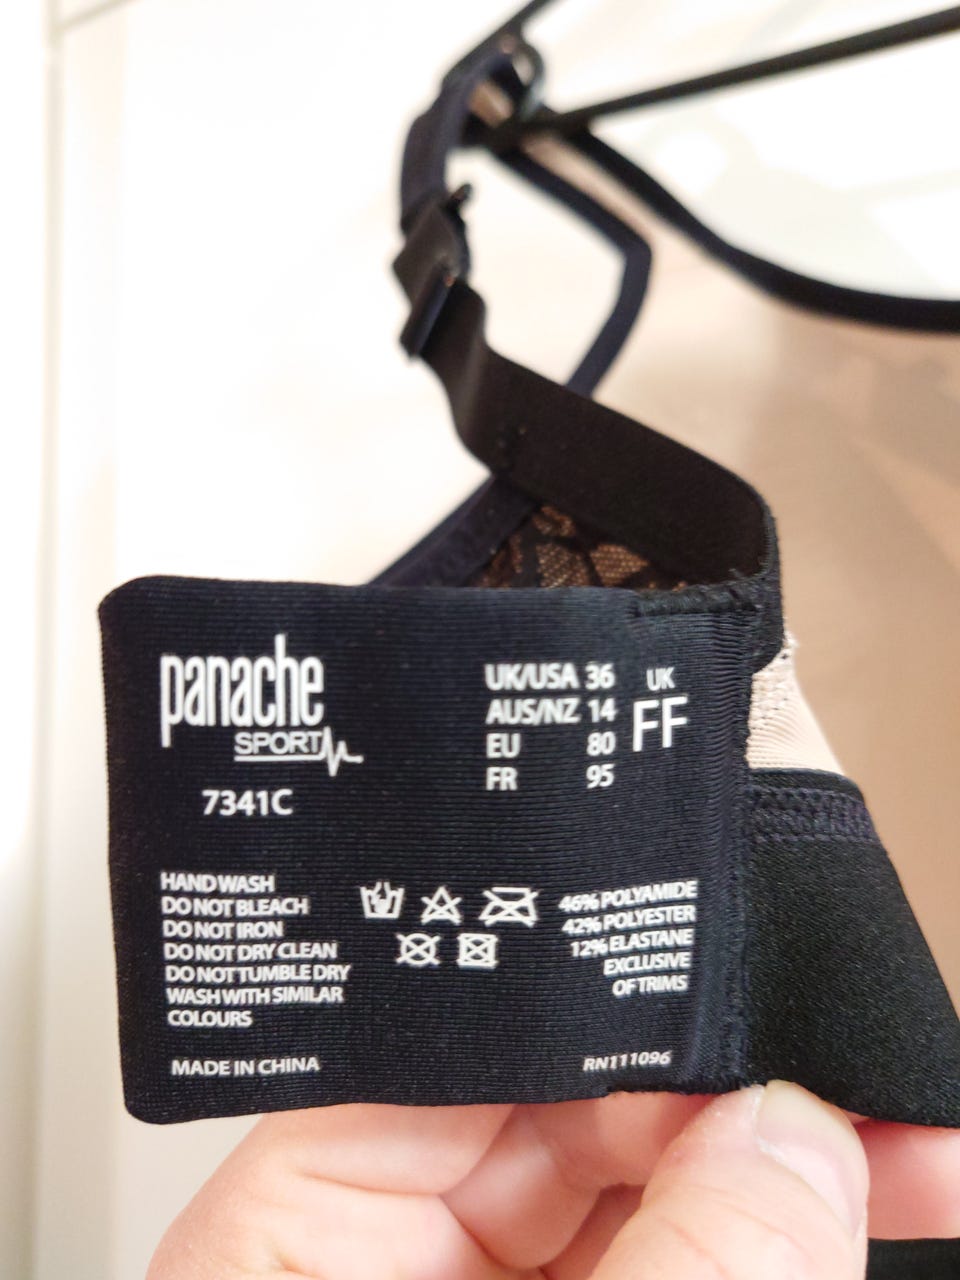 panache
SPORT
7341C
UK/USA 36
AUS/NZ 14
EU 80
FR 95
UK
FF
HAND WASH
DO NOT BLEACH
DO NOT IRON
DO NOT DRY CLEAN
DO NOT TUMBLE DRY
WASH WITH SIMILAR
COLOURS
46% POLYAMIDE
42% POLYESTER
12% ELASTANE
EXCLUSIVE
OF TRIMS
MADE IN CHINA
RN111096